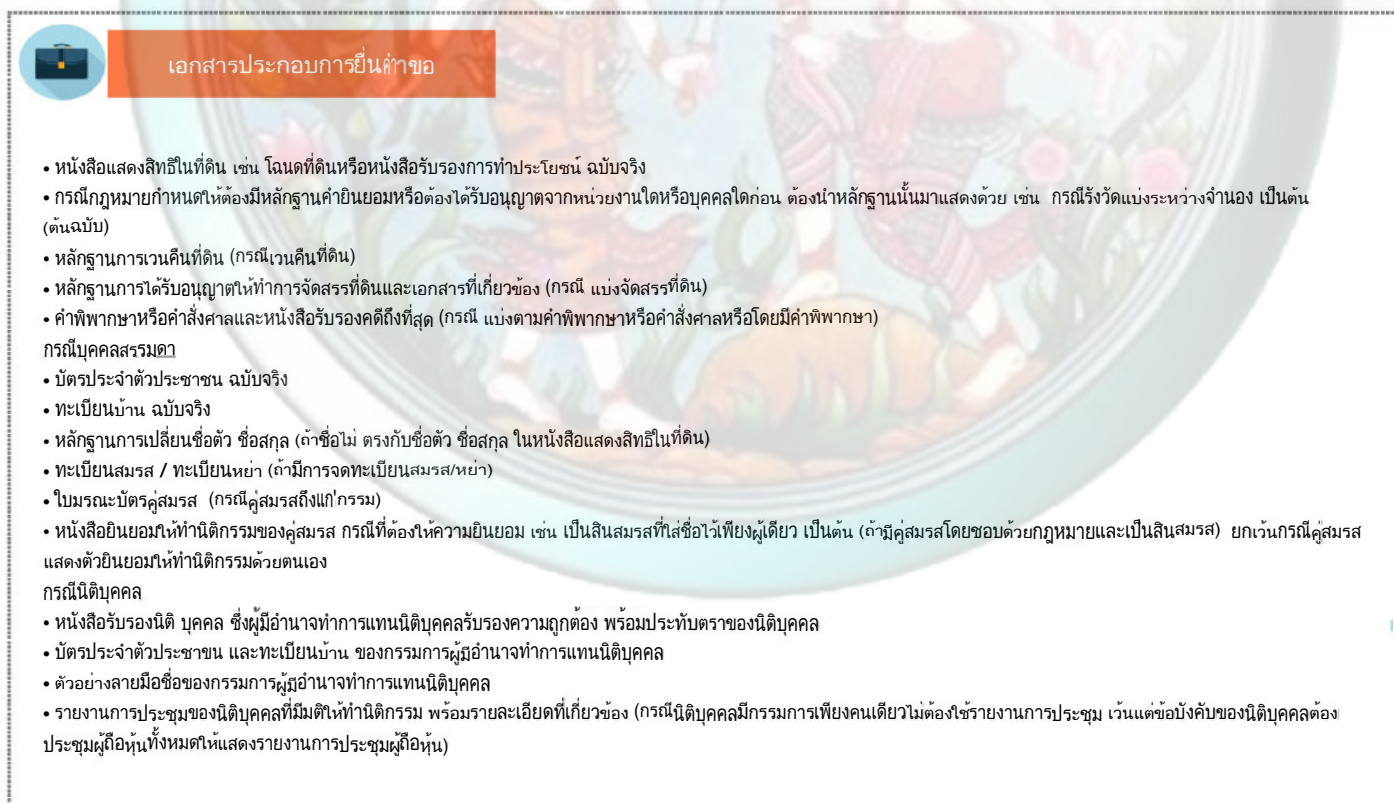 เอกสารประกอบการยื่นคำขอ
• หนังสือแสดงสิทธิในที่ดิน เช่น โฉนดที่ดินหรือหนังสือรับรองการทำประโยชน์ ฉบับจริง
• กรณีกฎหมายกำหนดให้ต้องมีหลักฐานคำยินยอมหรือต้องได้รับอนุญาตจากหน่วยงานใดหรือบุคคลใดก่อน ต้องนำหลักฐานนั้นมาแสดงด้วย เช่น กรณีรังวัดแบ่งระหว่างจำนอง เป็นต้น
(ต้นฉบับ)
• หลักฐานการเวนคืนที่ดิน (กรณีเวนคืนที่ดิน)
• หลักฐานการได้รับอนุญาตให้ทำการจัดสรรที่ดินและเอกสารที่เกี่ยวข้อง (กรณี แบ่งจัดสรรที่ดิน)
• คำพิพากษาหรือคำสั่งศาลและหนังสือรับรองคดีถึงที่สุด (กรณี แบ่งตามคำพิพากษาหรือคำสั่งศาลหรือโดยมีคำพิพากษา)
กรณีบุคคลสรรมดา
• บัตรประจำตัวประชาชน ฉบับจริง
• ทะเบียนบ้าน ฉบับจริง
• หลักฐานการเปลี่ยนชื่อตัว ชื่อสกุล (ถ้าชื่อไม่ ตรงกับชื่อตัว ชื่อสกุล ในหนังสือแสดงสิทธิในที่ดิน)
• ทะเบียนสมรส / ทะเบียนหย่า (ถ้ามีการจดทะเบียนสมรส/หย่า)
• ใบมรณะบัตรคู่สมรส (กรณีคู่สมรสถึงแก่กรรม)
• หนังสือยินยอมให้ทำนิติกรรมของคู่สมรส กรณีที่ต้องให้ความยินยอม เช่น เป็นสินสมรสที่ใส่ชื่อไว้เพียงผู้เดียว เป็นต้น (ถ้ามีคู่สมรสโดยชอบด้วยกฎหมายและเป็นสินสมรส) ยกเว้นกรณีคู่สมรส
แสดงตัวยินยอมให้ทำนิติกรรมด้วยตนเอง
กรณีนิติบุคคล
• หนังสือรับรองนิติ บุคคล ซึ่งผู้มีอำนาจทำการแทนนิติบุคคลรับรองความถูกต้อง พร้อมประทับตราของนิติบุคคล
• บัตรประจำตัวประชาขน และทะเบียนบ้าน ของกรรมการผู้มีอำนาจทำการแทนนิติบุคคล
• ตัวอย่างลายมือชื่อของกรรมการผู้มีอำนาจทำการแทนนิติบุคคล
• รายงานการประชุมของนิติบุคคลที่มีมติให้ทำนิติกรรม พร้อมรายละเอียดที่เกี่ยวข้อง (กรณีนิติบุคคลมีกรรมการเพียงคนเดียวไม่ต้องใช้รายงานการประชุม เว้นแต่ข้อบังคับของนิติบุคคลต้อง
ประชุมผู้ถือหุ้นทั้งหมดให้แสดงรายงานการประชุมผู้ถือหุ้น)